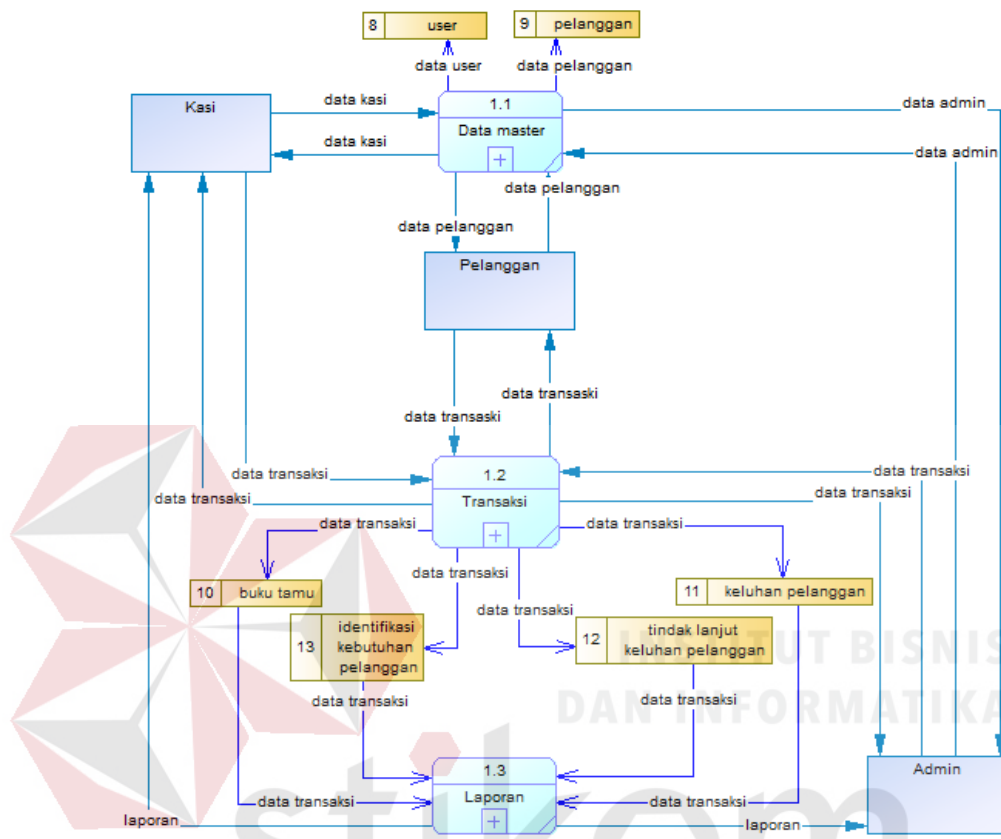 8 user
9 pelanggan
data user
data pelanggan
Kasi
data kasi
1.1
Data master
data admin
data kasi
data admin
data pelanggan
data pelanggan
Pelanggan
data transaski
data transaski
data transaksi
1.2
data transaksi
data transaksi
Transaksi
data transaksi
data transaksi
data transaksi
data transaksi
10 buku tamu
data transaksi
11 keluhan pelanggan
13 identifikasi
kebutuhan
pelanggan
12 tindak lanjut
keluhan pelanggan
INSTITUT BISNIS
DAN INFORMATIKA
data transaksi
data transaksi
1.3
Laporan
Admin
data transaksi
data transaksi
laporan
laporan
stikom